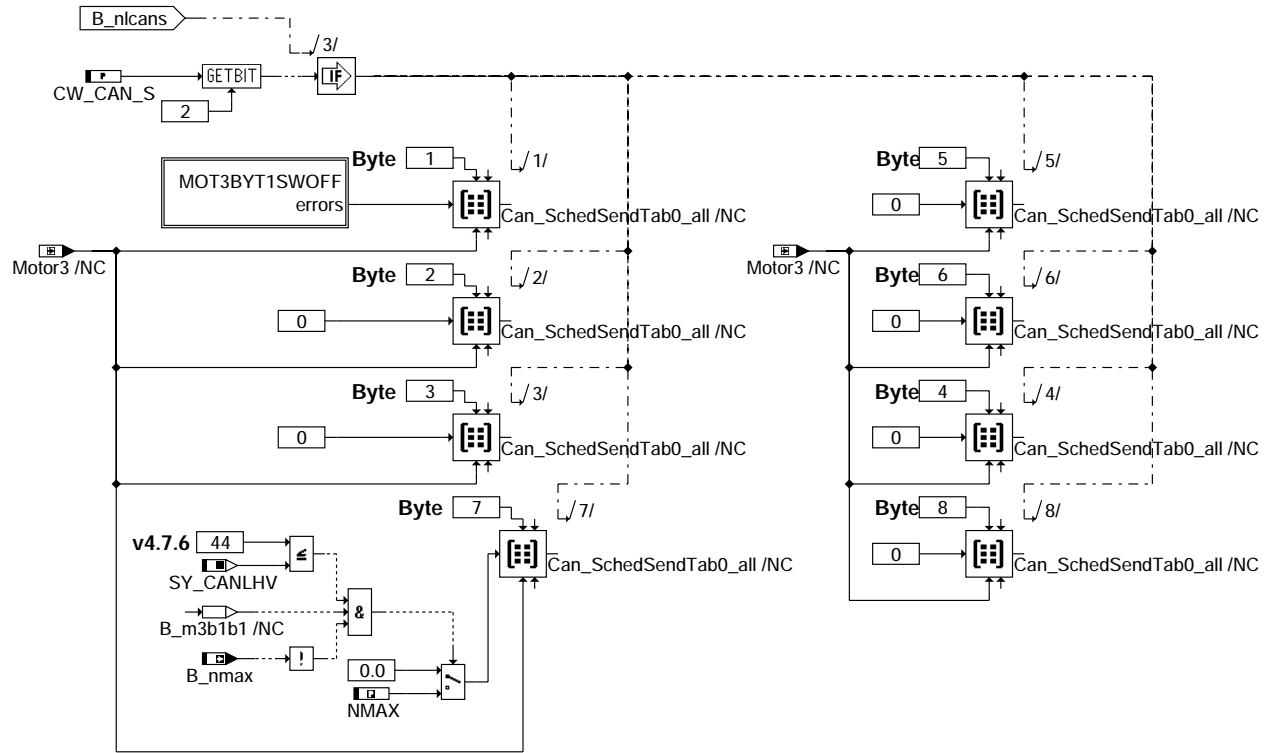 B_nlcans
/3/
CW_CAN_S
P
GETBIT
IF
2
Byte 1
/1/
Byte 5
/5/
MOT3BYT1SWOFF
errors
Can_SchedSendTab0_all /NC
0
Can_SchedSendTab0_all /NC
Motor3 /NC
Motor3 /NC
Byte 2
/2/
Byte 6
/6/
0
Can_SchedSendTab0_all /NC
0
Can_SchedSendTab0_all /NC
Byte 3
/3/
Byte 4
/4/
0
Can_SchedSendTab0_all /NC
0
Can_SchedSendTab0_all /NC
Byte 7
/7/
Byte 8
/8/
v4.7.6 44
≤
SY_CANLHV
Can_SchedSendTab0_all /NC
0
Can_SchedSendTab0_all /NC
B_m3b1b1 /NC
&
B_nmax
!
0.0
NMAX